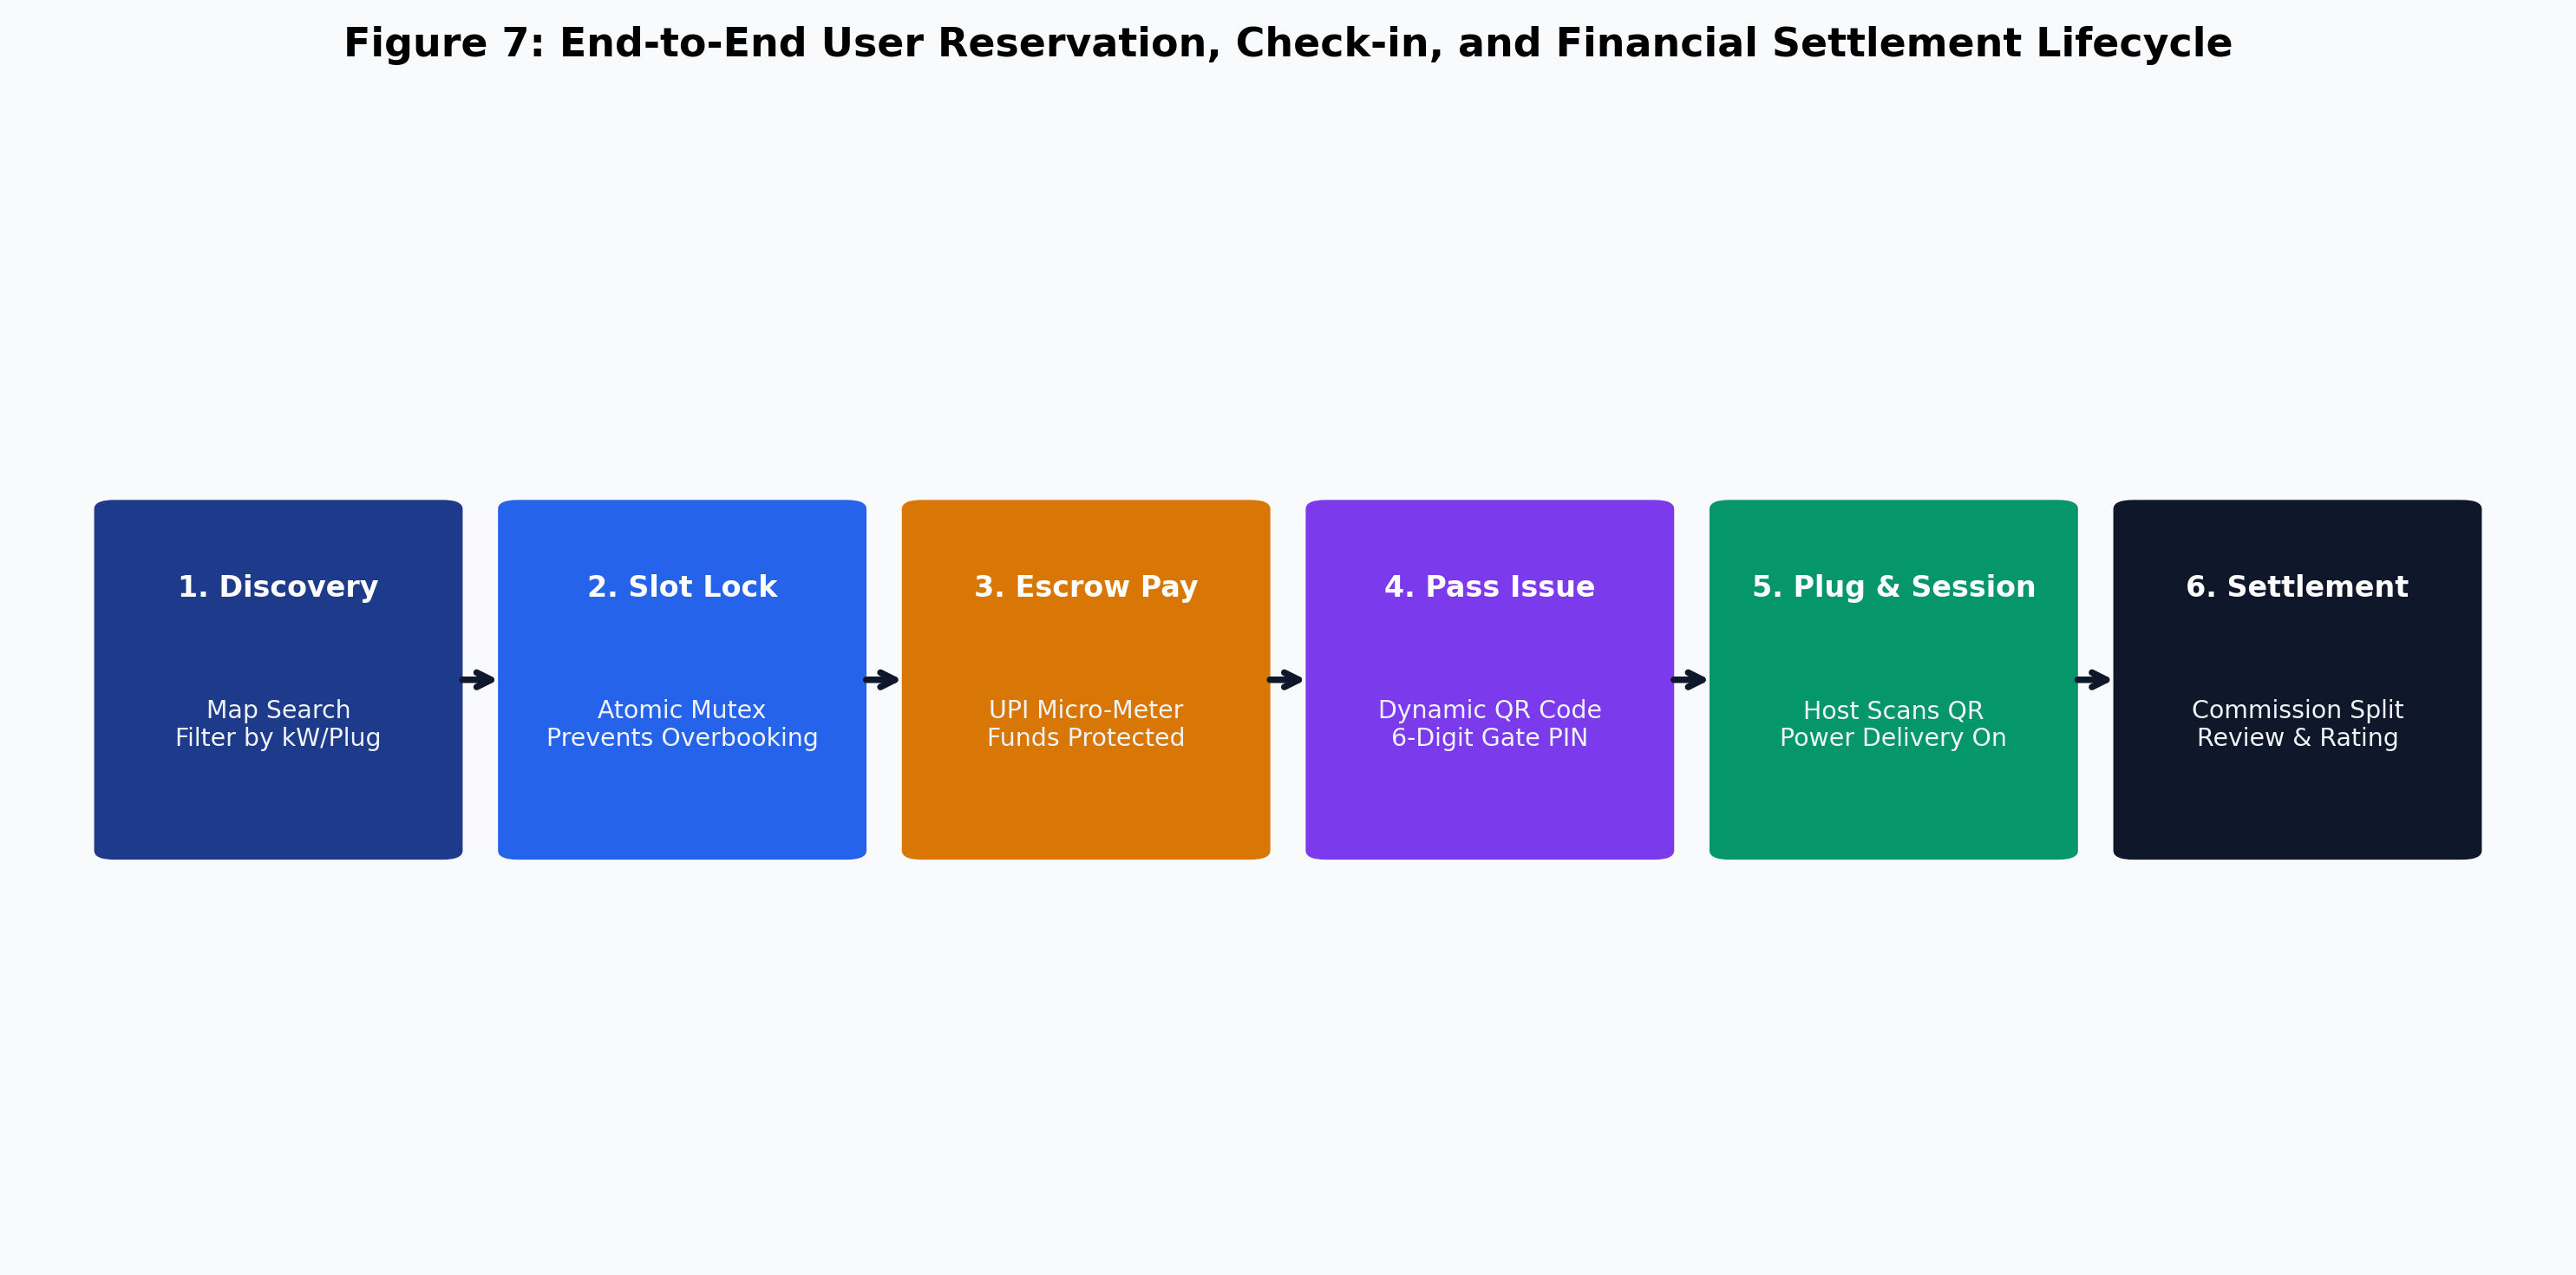 Figure 7: End-to-End User Reservation, Check-in, and Financial Settlement Lifecycle
1. Discovery
Map Search
Filter by kW/Plug
2. Slot Lock
Atomic Mutex
Prevents Overbooking
3. Escrow Pay
UPI Micro-Meter
Funds Protected
4. Pass Issue
Dynamic QR Code
6-Digit Gate PIN
5. Plug & Session
Host Scans QR
Power Delivery On
6. Settlement
Commission Split
Review & Rating